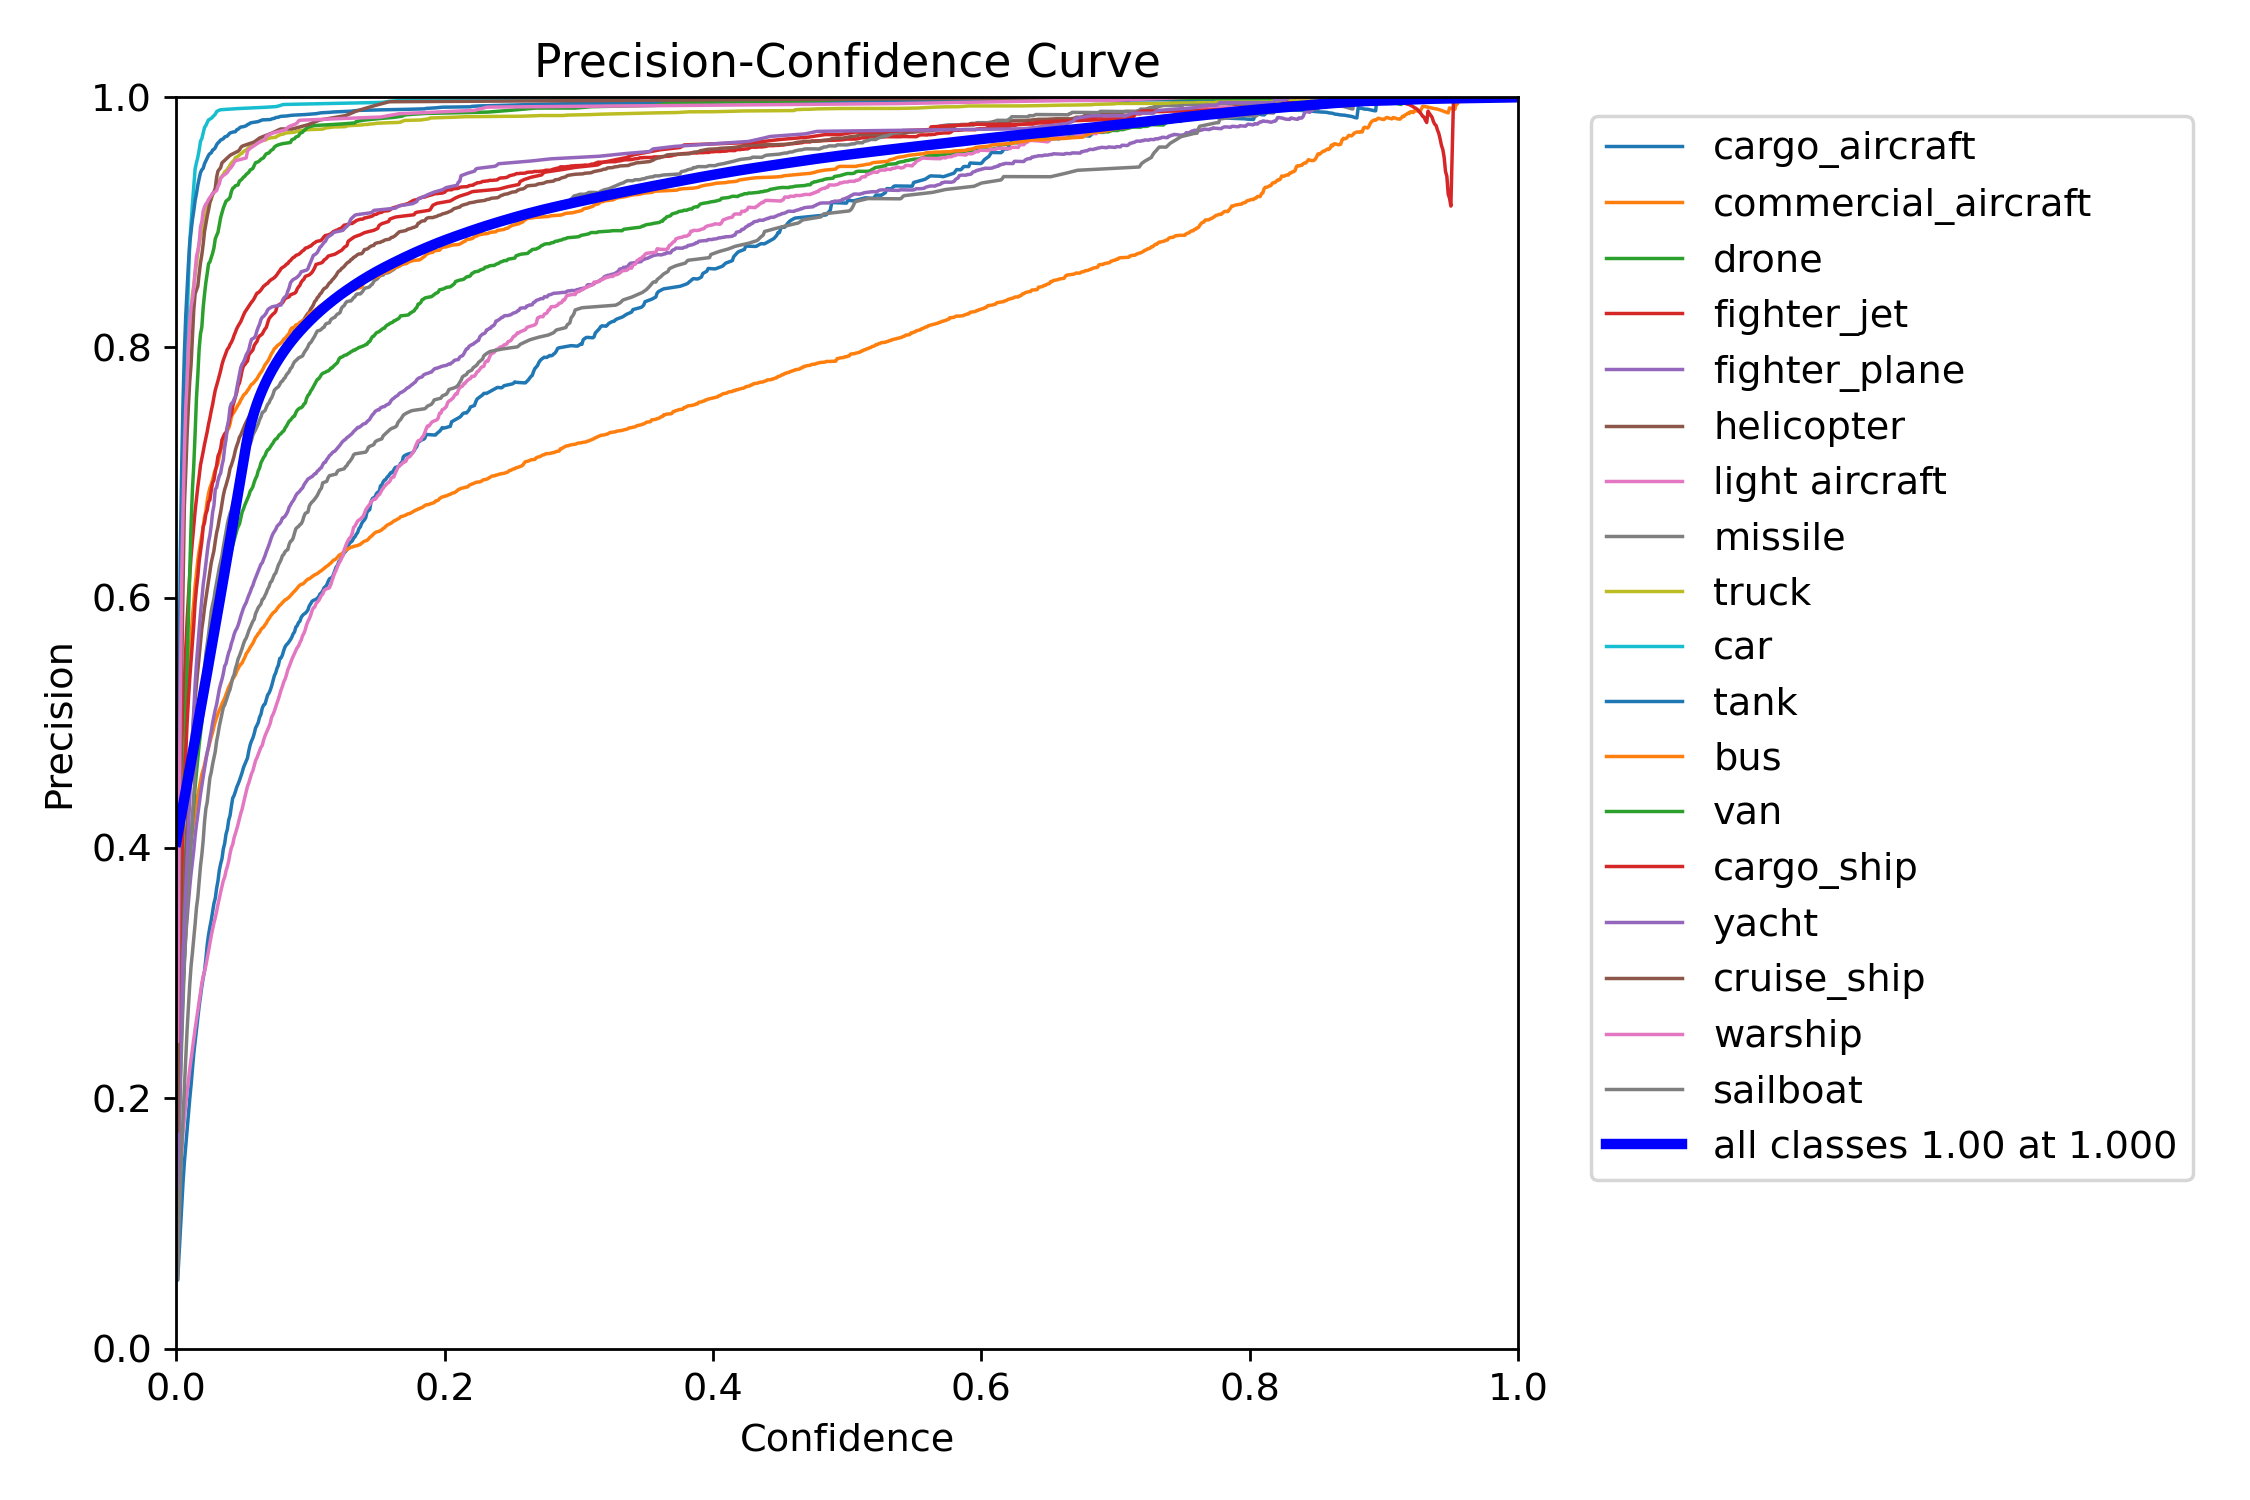 Precision-Confidence Curve
1.0
0.8
0.6
0.4
0.2
0.0
Precision
0.0 0.2 0.4 0.6 0.8 1.0
Confidence
cargo_aircraft
commercial_aircraft
drone
fighter_jet
fighter_plane
helicopter
light aircraft
missile
truck
car
tank
bus
van
cargo_ship
yacht
cruise_ship
warship
sailboat
all classes 1.00 at 1.000